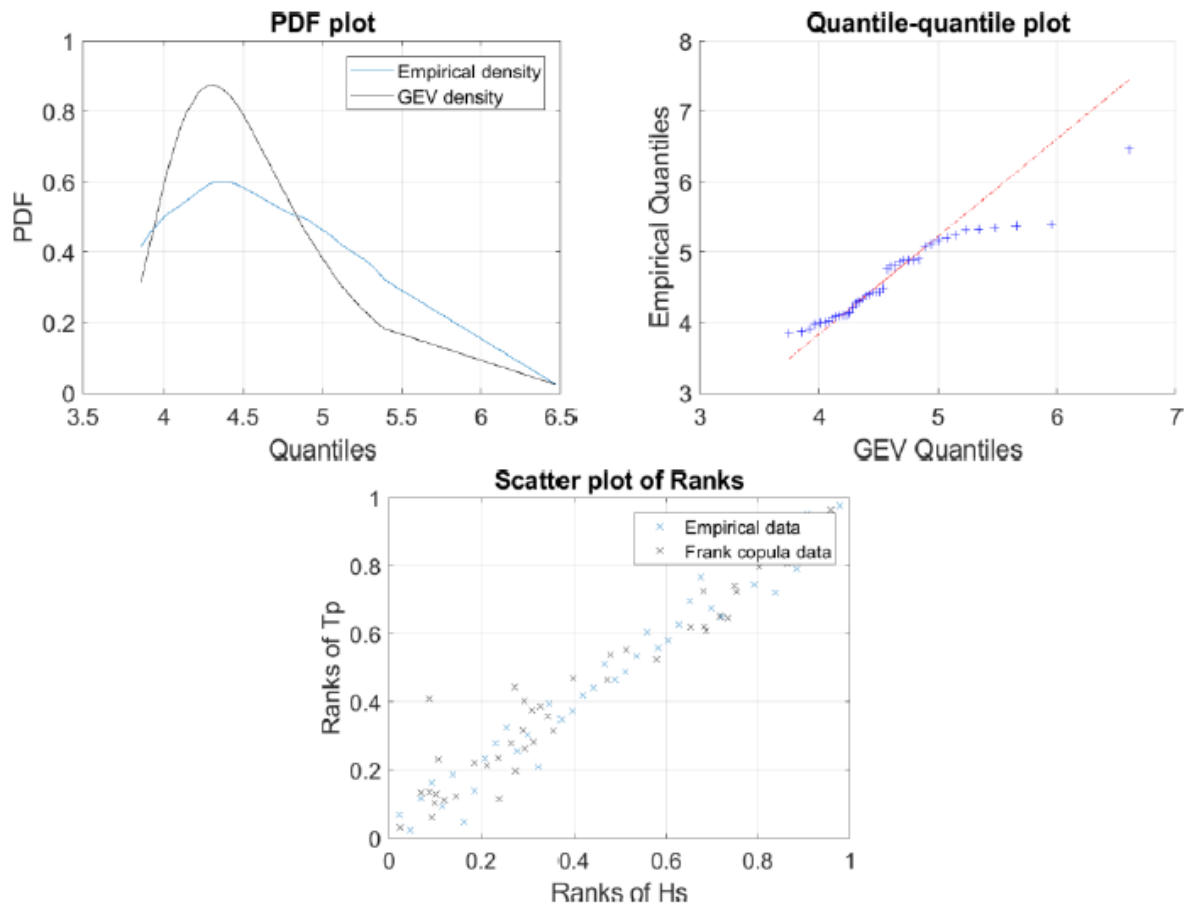 PDF plot
1
0.8
0.6
0.4
0.2
0
PDF
Empirical density
GEV density
3.5 4 4.5 5 5.5 6 6.5
Quantiles
Quantile-quantile plot
8
7
6
5
4
3
Empirical Quantiles
3 4 5 6 7
GEV Quantiles
Scatter plot of Ranks
1
0.8
0.6
0.4
0.2
0
Ranks of Tp
Empirical data
Frank copula data
0 0.2 0.4 0.6 0.8 1
Ranks of Hs